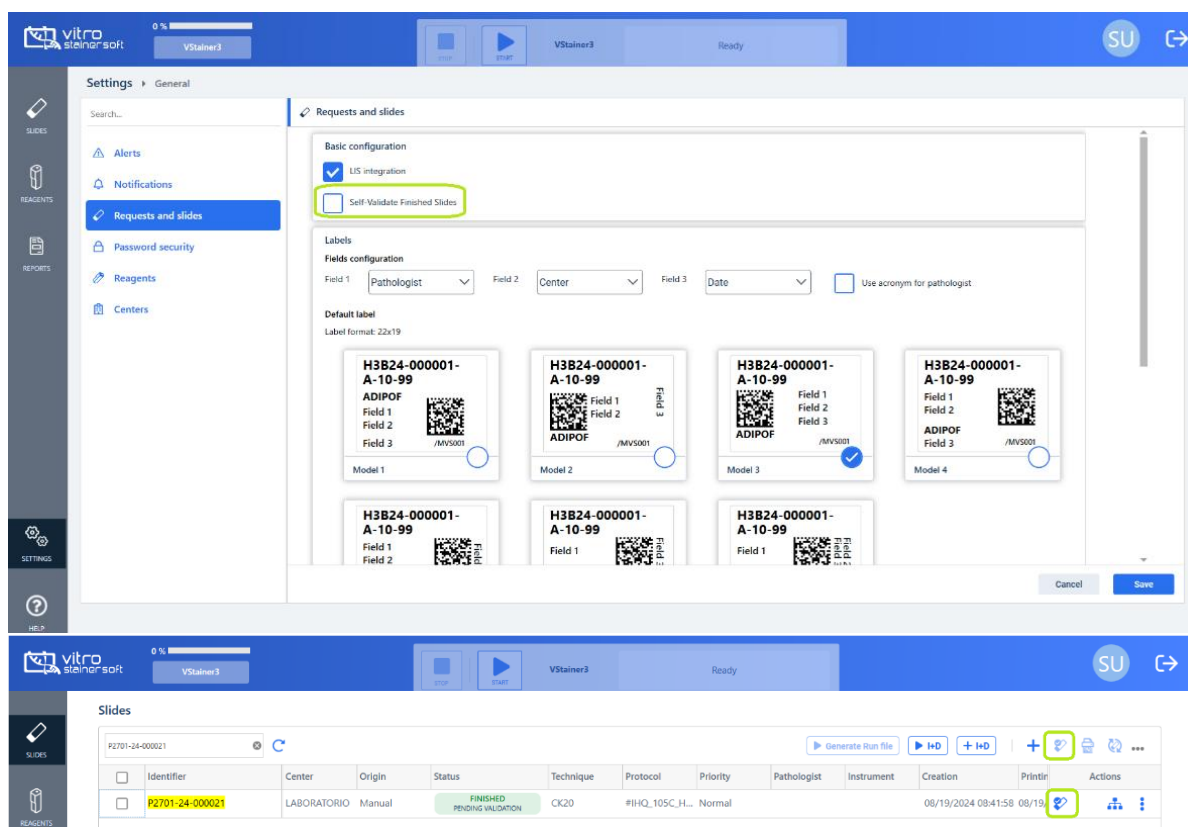 vitro
stainer soft
0 %
VStainer3
STOP
START
VStainer3
Ready
SU
Settings
General
SLIDES
REAGENTS
REPORTS
SETTINGS
HELP
Search...
Alerts
Notifications
Requests and slides
Password security
Reagents
Centers
Requests and slides
Basic configuration
LIS integration
Self-Validate Finished Slides
Labels
Fields configuration
Field 1 Pathologist Field 2 Center Field 3 Date Use acronym for pathologist
Default label
Label format: 22x19
H3B24-000001-
A-10-99
ADIPOF
Field 1
Field 2
Field 3 /MVS001
Model 1
H3B24-000001-
A-10-99
Field 1
Field 2
Field 3
ADIPOF /MVS001
Model 2
H3B24-000001-
A-10-99
Field 1
Field 2
Field 3
ADIPOF /MVS001
Model 3
H3B24-000001-
A-10-99
Field 1
Field 2
ADIPOF
Field 3 /MVS001
Model 4
H3B24-000001-
A-10-99
Field 1
Field 2
H3B24-000001-
A-10-99
Field 1
H3B24-000001-
A-10-99
Field 1
Cancel Save
vitro
stainer soft
0 %
VStainer3
STOP
START
VStainer3
Ready
SU
SLIDES
REAGENTS
Slides
P2701-24-000021
Generate Run file I+D + I+D
Identifier Center Origin Status Technique Protocol Priority Pathologist Instrument Creation Printin Actions
P2701-24-000021 LABORATORIO Manual FINISHED CK20 #IHQ_105C_H... Normal 08/19/2024 08:41:58 08/19/
PENDING VALIDATION